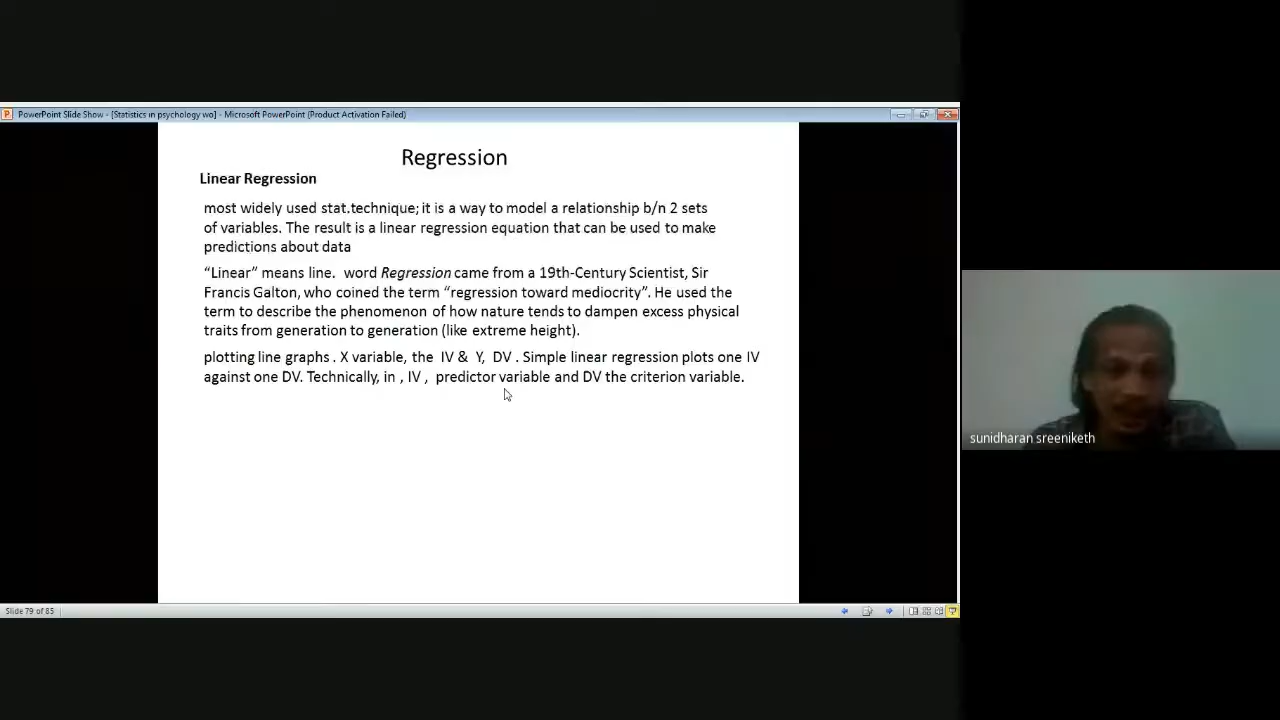 PowerPoint Slide Show - [Statistics in psychology wo] - Microsoft PowerPoint (Product Activation Failed)
Regression
Linear Regression
most widely used stat.technique; it is a way to model a relationship b/n 2 sets
of variables. The result is a linear regression equation that can be used to make
predictions about data
“Linear” means line. word Regression came from a 19th-Century Scientist, Sir
Francis Galton, who coined the term “regression toward mediocrity”. He used the
term to describe the phenomenon of how nature tends to dampen excess physical
traits from generation to generation (like extreme height).
plotting line graphs . X variable, the IV & Y, DV . Simple linear regression plots one IV
against one DV. Technically, in , IV , predictor variable and DV the criterion variable.
sunidharan sreeniketh
Slide 79 of 85